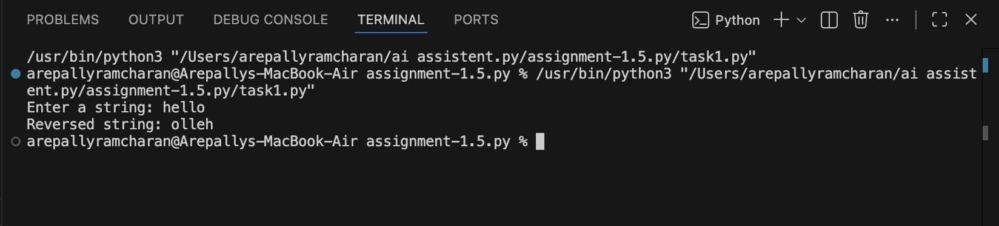 PROBLEMS OUTPUT DEBUG CONSOLE TERMINAL PORTS Python
/usr/bin/python3 "/Users/arepallyramcharan/ai assistent.py/assignment-1.5.py/task1.py"
arepallyramcharan@Arepallys-MacBook-Air assignment-1.5.py % /usr/bin/python3 "/Users/arepallyramcharan/ai assist
ent.py/assignment-1.5.py/task1.py"
Enter a string: hello
Reversed string: olleh
arepallyramcharan@Arepallys-MacBook-Air assignment-1.5.py %